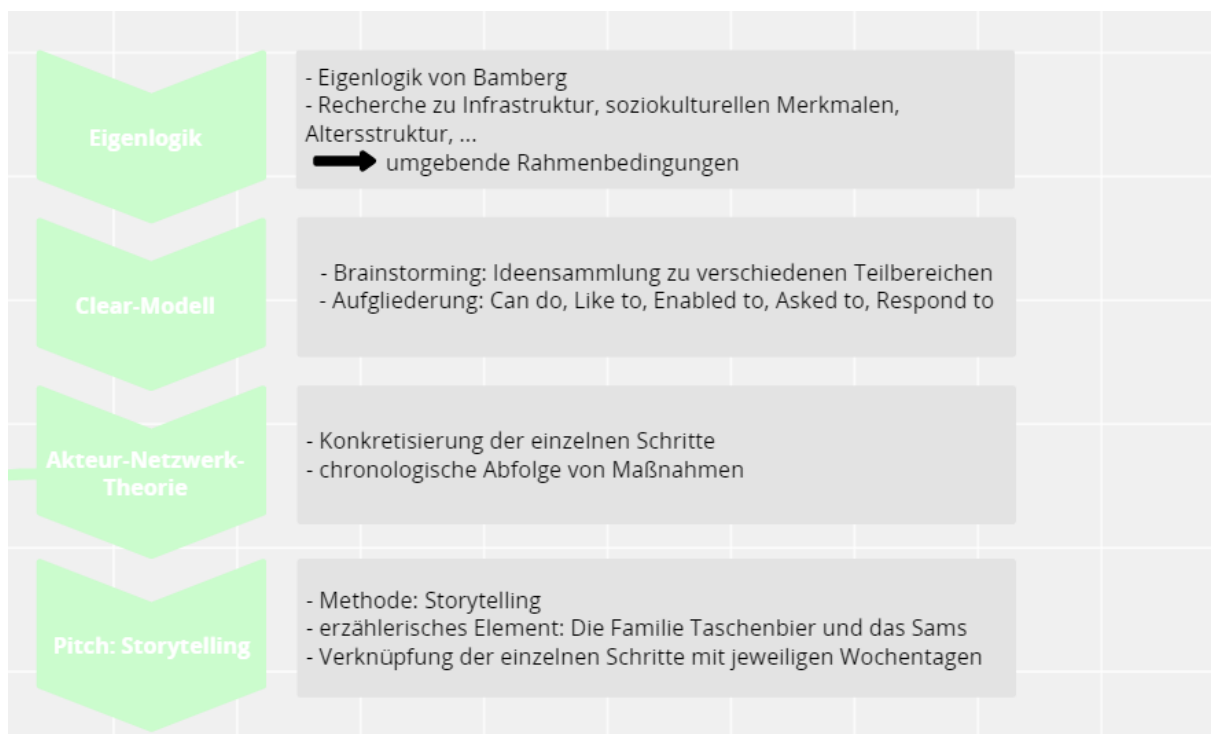 Eigenlogik
- Eigenlogik von Bamberg
- Recherche zu Infrastruktur, soziokulturellen Merkmalen,
Altersstruktur, ...
umgebende Rahmenbedingungen
Clear-Modell
- Brainstorming: Ideensammlung zu verschiedenen Teilbereichen
- Aufgliederung: Can do, Like to, Enabled to, Asked to, Respond to
Akteur-Netzwerk-
Theorie
- Konkretisierung der einzelnen Schritte
- chronologische Abfolge von Maßnahmen
Pitch: Storytelling
- Methode: Storytelling
- erzählerisches Element: Die Familie Taschenbier und das Sams
- Verknüpfung der einzelnen Schritte mit jeweiligen Wochentagen